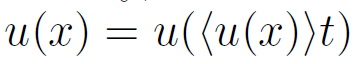 u(x) = u(⟨u(x)⟩t)